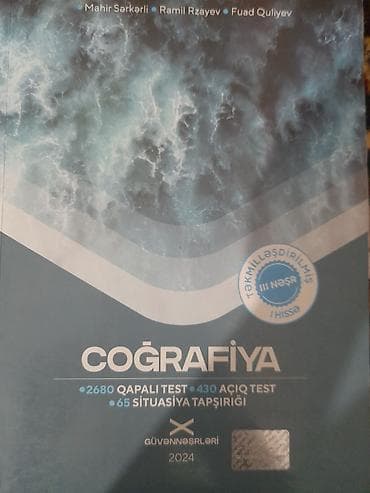 • Mahir Sərkərli • Ramil Rzayev • Fuad Quliyev
TƏKMİLLƏŞDİRİLMİŞ
III NƏŞR
I HİSSƏ
COĞRAFİYA
• 2680 QAPALI TEST • 430 AÇIQ TEST
• 65 SİTUASİYA TAPŞIRIĞI
GÜVƏNNƏŞRLƏRİ
2024